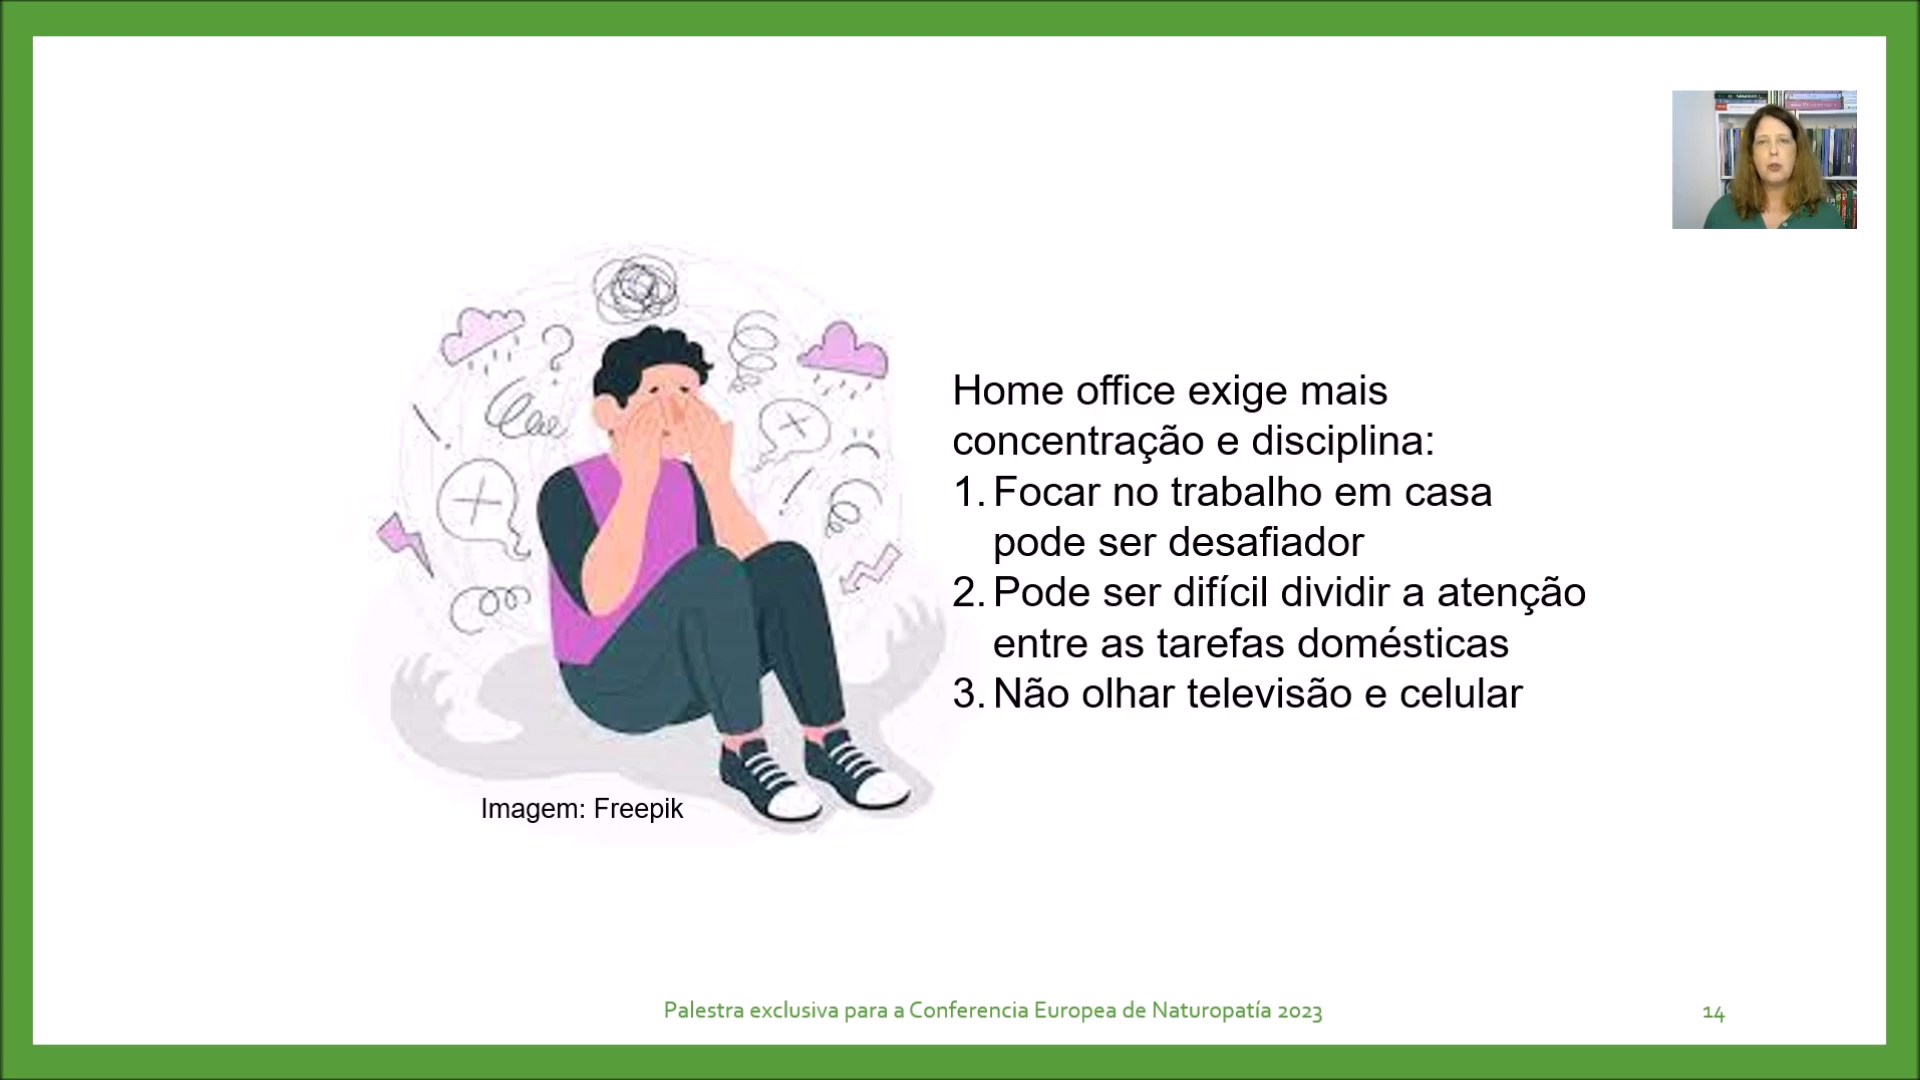 Home office exige mais
concentração e disciplina:
1. Focar no trabalho em casa
pode ser desafiador
2. Pode ser difícil dividir a atenção
entre as tarefas domésticas
3. Não olhar televisão e celular
Imagem: Freepik
Palestra exclusiva para a Conferencia Europea de Naturopatía 2023
14